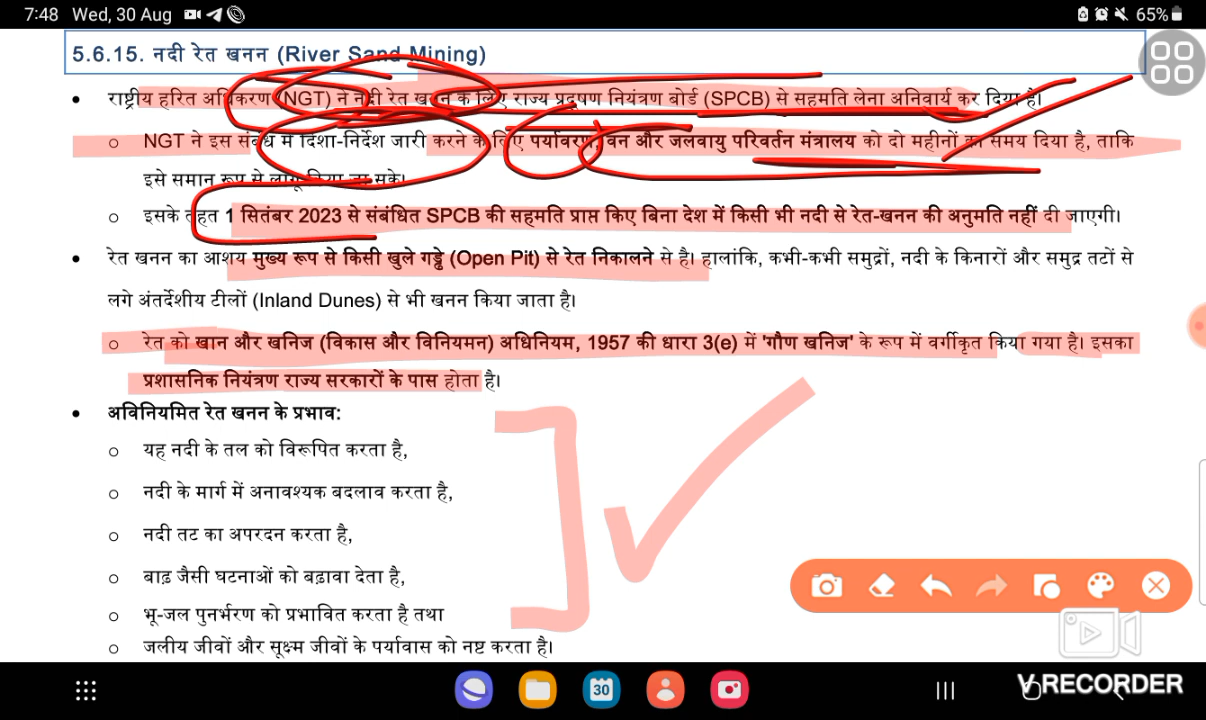 7:48 Wed, 30 Aug
65%
5.6.15. नदी रेत खनन (River Sand Mining)
• राष्ट्रीय हरित अधिकरण (NGT) ने नदी रेत खनन के लिए राज्य प्रदूषण नियंत्रण बोर्ड (SPCB) से सहमति लेना अनिवार्य कर दिया है।
o NGT ने इस संबंध में दिशा-निर्देश जारी करने के लिए पर्यावरण, वन और जलवायु परिवर्तन मंत्रालय को दो महीनों का समय दिया है, ताकि
इसे समान रूप से लागू किया जा सके।
o इसके तहत 1 सितंबर 2023 से संबंधित SPCB की सहमति प्राप्त किए बिना देश में किसी भी नदी से रेत-खनन की अनुमति नहीं दी जाएगी।
• रेत खनन का आशय मुख्य रूप से किसी खुले गड्ढे (Open Pit) से रेत निकालने से है। हालांकि, कभी-कभी समुद्रों, नदी के किनारों और समुद्र तटों से
लगे अंतर्देशीय टीलों (Inland Dunes) से भी खनन किया जाता है।
o रेत को खान और खनिज (विकास और विनियमन) अधिनियम, 1957 की धारा 3(e) में 'गौण खनिज' के रूप में वर्गीकृत किया गया है। इसका
प्रशासनिक नियंत्रण राज्य सरकारों के पास होता है।
• अविनियमित रेत खनन के प्रभाव:
o यह नदी के तल को विरूपित करता है,
o नदी के मार्ग में अनावश्यक बदलाव करता है,
o नदी तट का अपरदन करता है,
o बाढ़ जैसी घटनाओं को बढ़ावा देता है,
o भू-जल पुनर्भरण को प्रभावित करता है तथा
o जलीय जीवों और सूक्ष्म जीवों के पर्यावास को नष्ट करता है।
30
VRECORDER